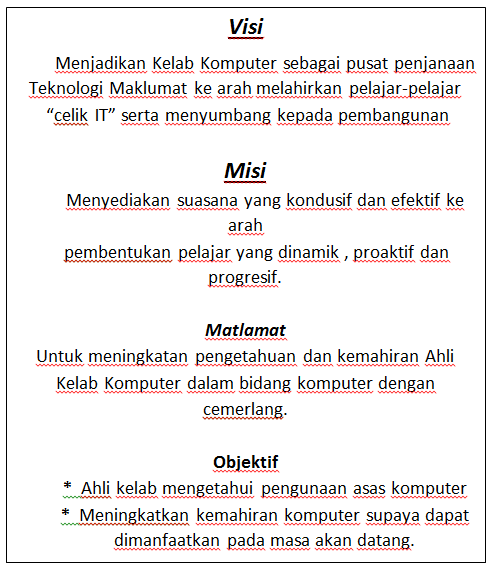 Visi
Menjadikan Kelab Komputer sebagai pusat penjanaan
Teknologi Maklumat ke arah melahirkan pelajar-pelajar
“celik IT” serta menyumbang kepada pembangunan
Misi
Menyediakan suasana yang kondusif dan efektif ke
arah
pembentukan pelajar yang dinamik , proaktif dan
progresif.
Matlamat
Untuk meningkatan pengetahuan dan kemahiran Ahli
Kelab Komputer dalam bidang komputer dengan
cemerlang.
Objektif
* Ahli kelab mengetahui pengunaan asas komputer
* Meningkatkan kemahiran komputer supaya dapat
dimanfaatkan pada masa akan datang.